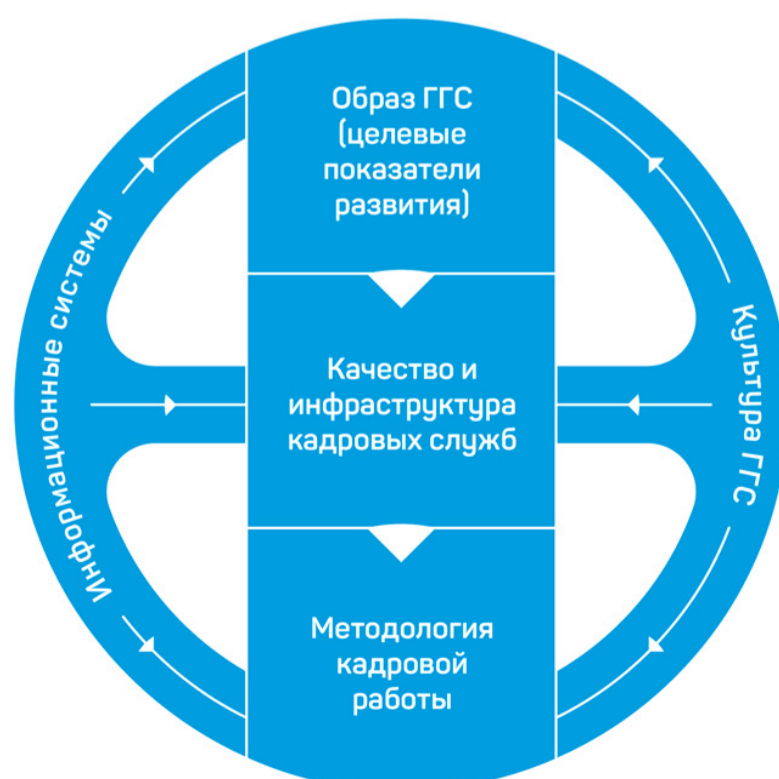 Образ ГГС
(целевые
показатели
развития)
Информационные системы
Качество и
инфраструктура
кадровых служб
Культура ГГС
Методология
кадровой
работы